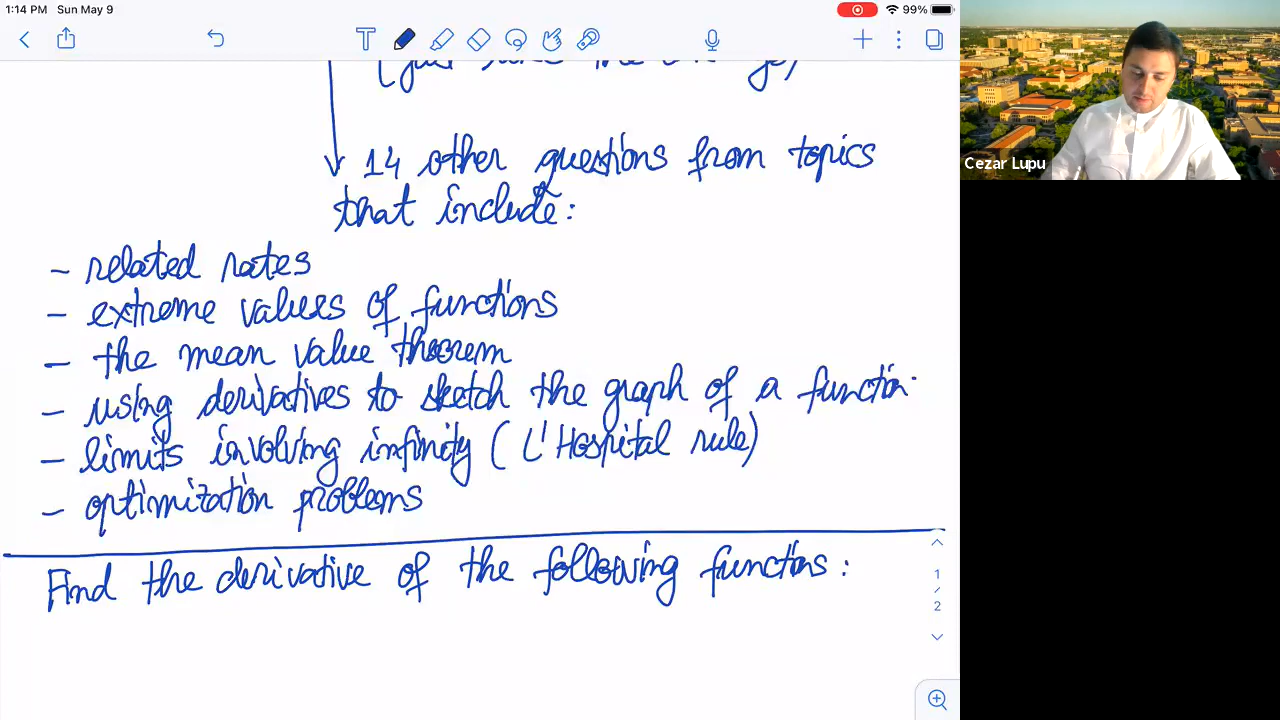 1:14 PM Sun May 9
99%
14 other questions from topics
that include:
- related rates
- extreme values of functions
- the mean value theorem
- using derivatives to sketch the graph of a function.
- limits involving infinity (L'Hospital rule)
- optimization problems
Find the derivative of the following functions:
1
/
2
Cezar Lupu